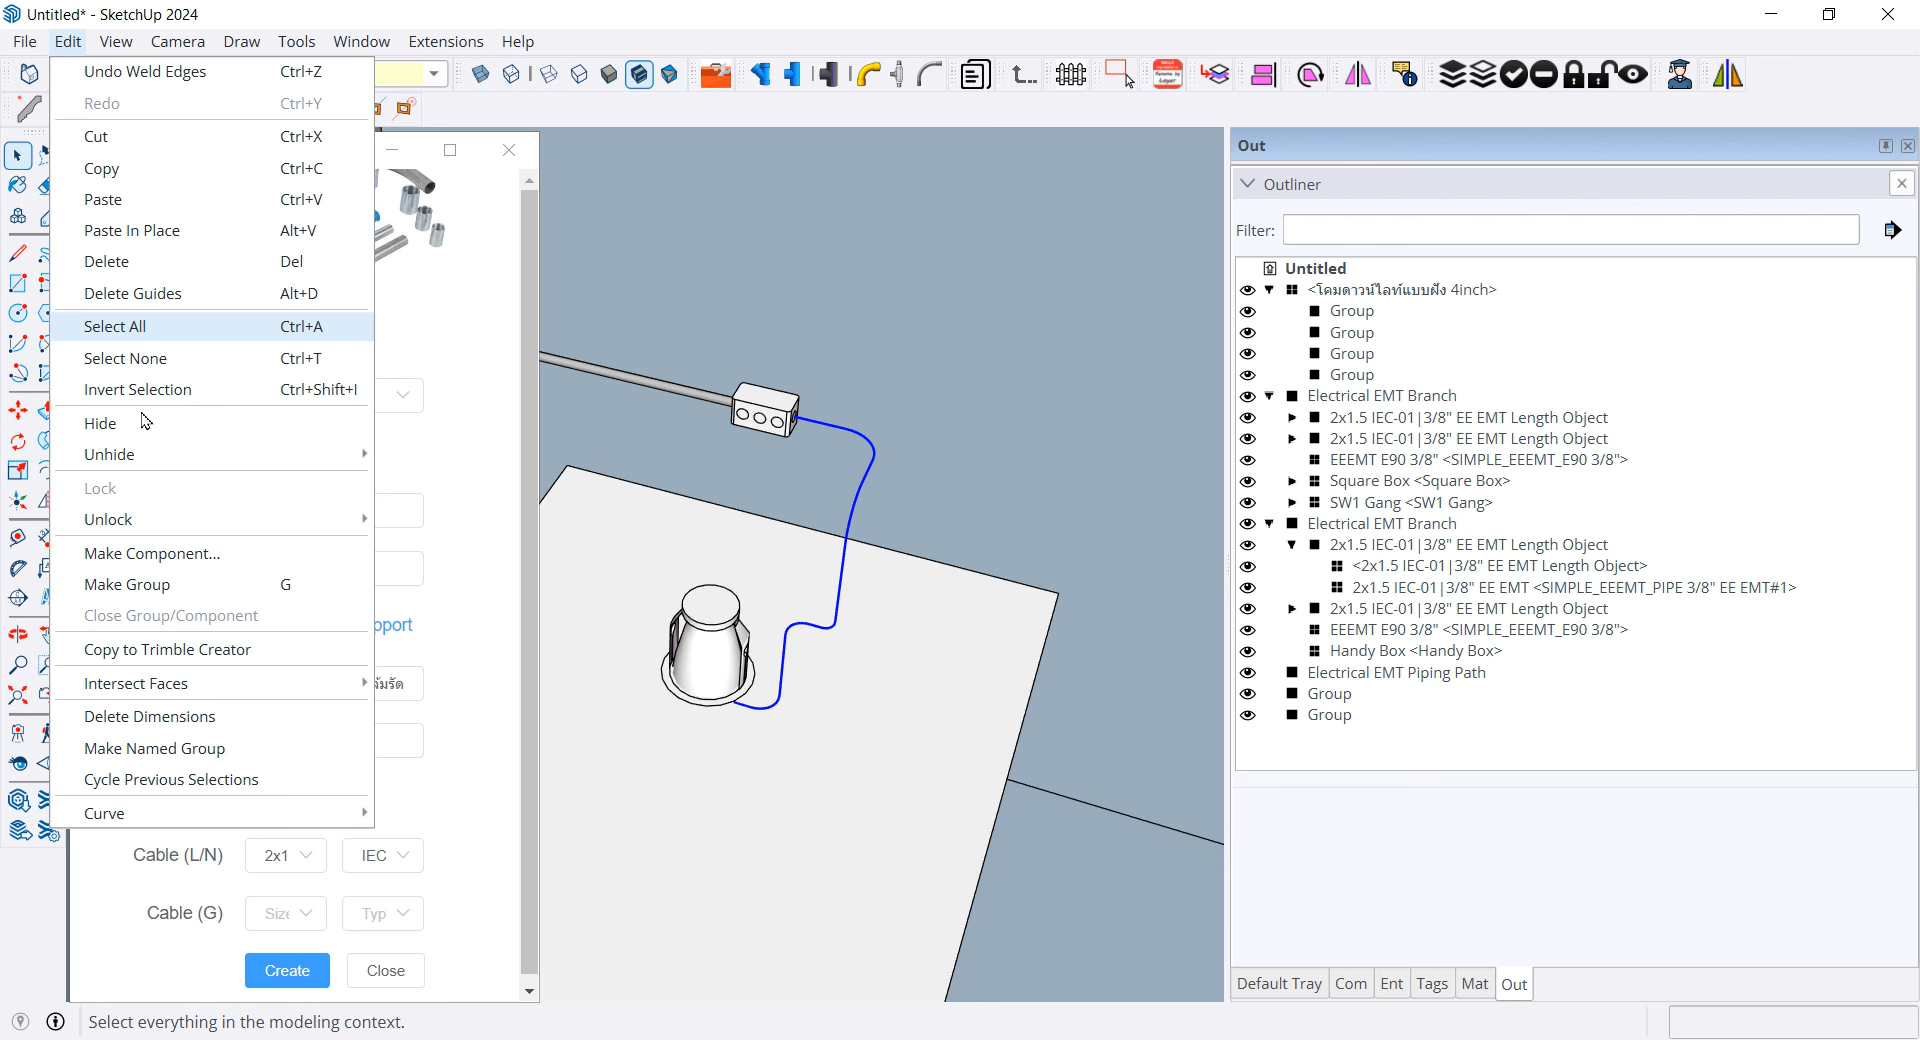 Untitled* - SketchUp 2024
File Edit View Camera Draw Tools Window Extensions Help
Undo Weld Edges Ctrl+Z
Redo Ctrl+Y
Cut Ctrl+X
Copy Ctrl+C
Paste Ctrl+V
Paste In Place Alt+V
Delete Del
Delete Guides Alt+D
Select All Ctrl+A
Select None Ctrl+T
Invert Selection Ctrl+Shift+I
Hide
Unhide
Lock
Unlock
Make Component...
Make Group G
Close Group/Component
Copy to Trimble Creator
Intersect Faces
Delete Dimensions
Make Named Group
Cycle Previous Selections
Curve
pport
Cable (L/N) 2x1 IEC
Cable (G) Size Typ
Create Close
Out
Outliner
Filter:
Untitled
<โคมดาวน์ไลท์แบบฝัง 4inch>
Group
Group
Group
Group
Electrical EMT Branch
2x1.5 IEC-01|3/8" EE EMT Length Object
2x1.5 IEC-01|3/8" EE EMT Length Object
EEEMT E90 3/8" <SIMPLE_EEEMT_E90 3/8">
Square Box <Square Box>
SW1 Gang <SW1 Gang>
Electrical EMT Branch
2x1.5 IEC-01|3/8" EE EMT Length Object
<2x1.5 IEC-01|3/8" EE EMT Length Object>
2x1.5 IEC-01|3/8" EE EMT <SIMPLE_EEEMT_PIPE 3/8" EE EMT#1>
2x1.5 IEC-01|3/8" EE EMT Length Object
EEEMT E90 3/8" <SIMPLE_EEEMT_E90 3/8">
Handy Box <Handy Box>
Electrical EMT Piping Path
Group
Group
Default Tray Com Ent Tags Mat Out
Select everything in the modeling context.